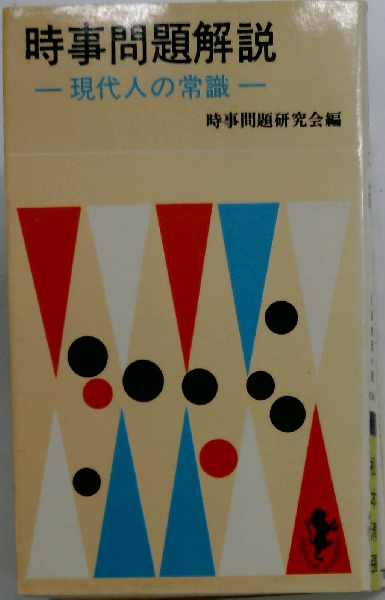 時事問題解説
—現代人の常識—
時事問題研究会編